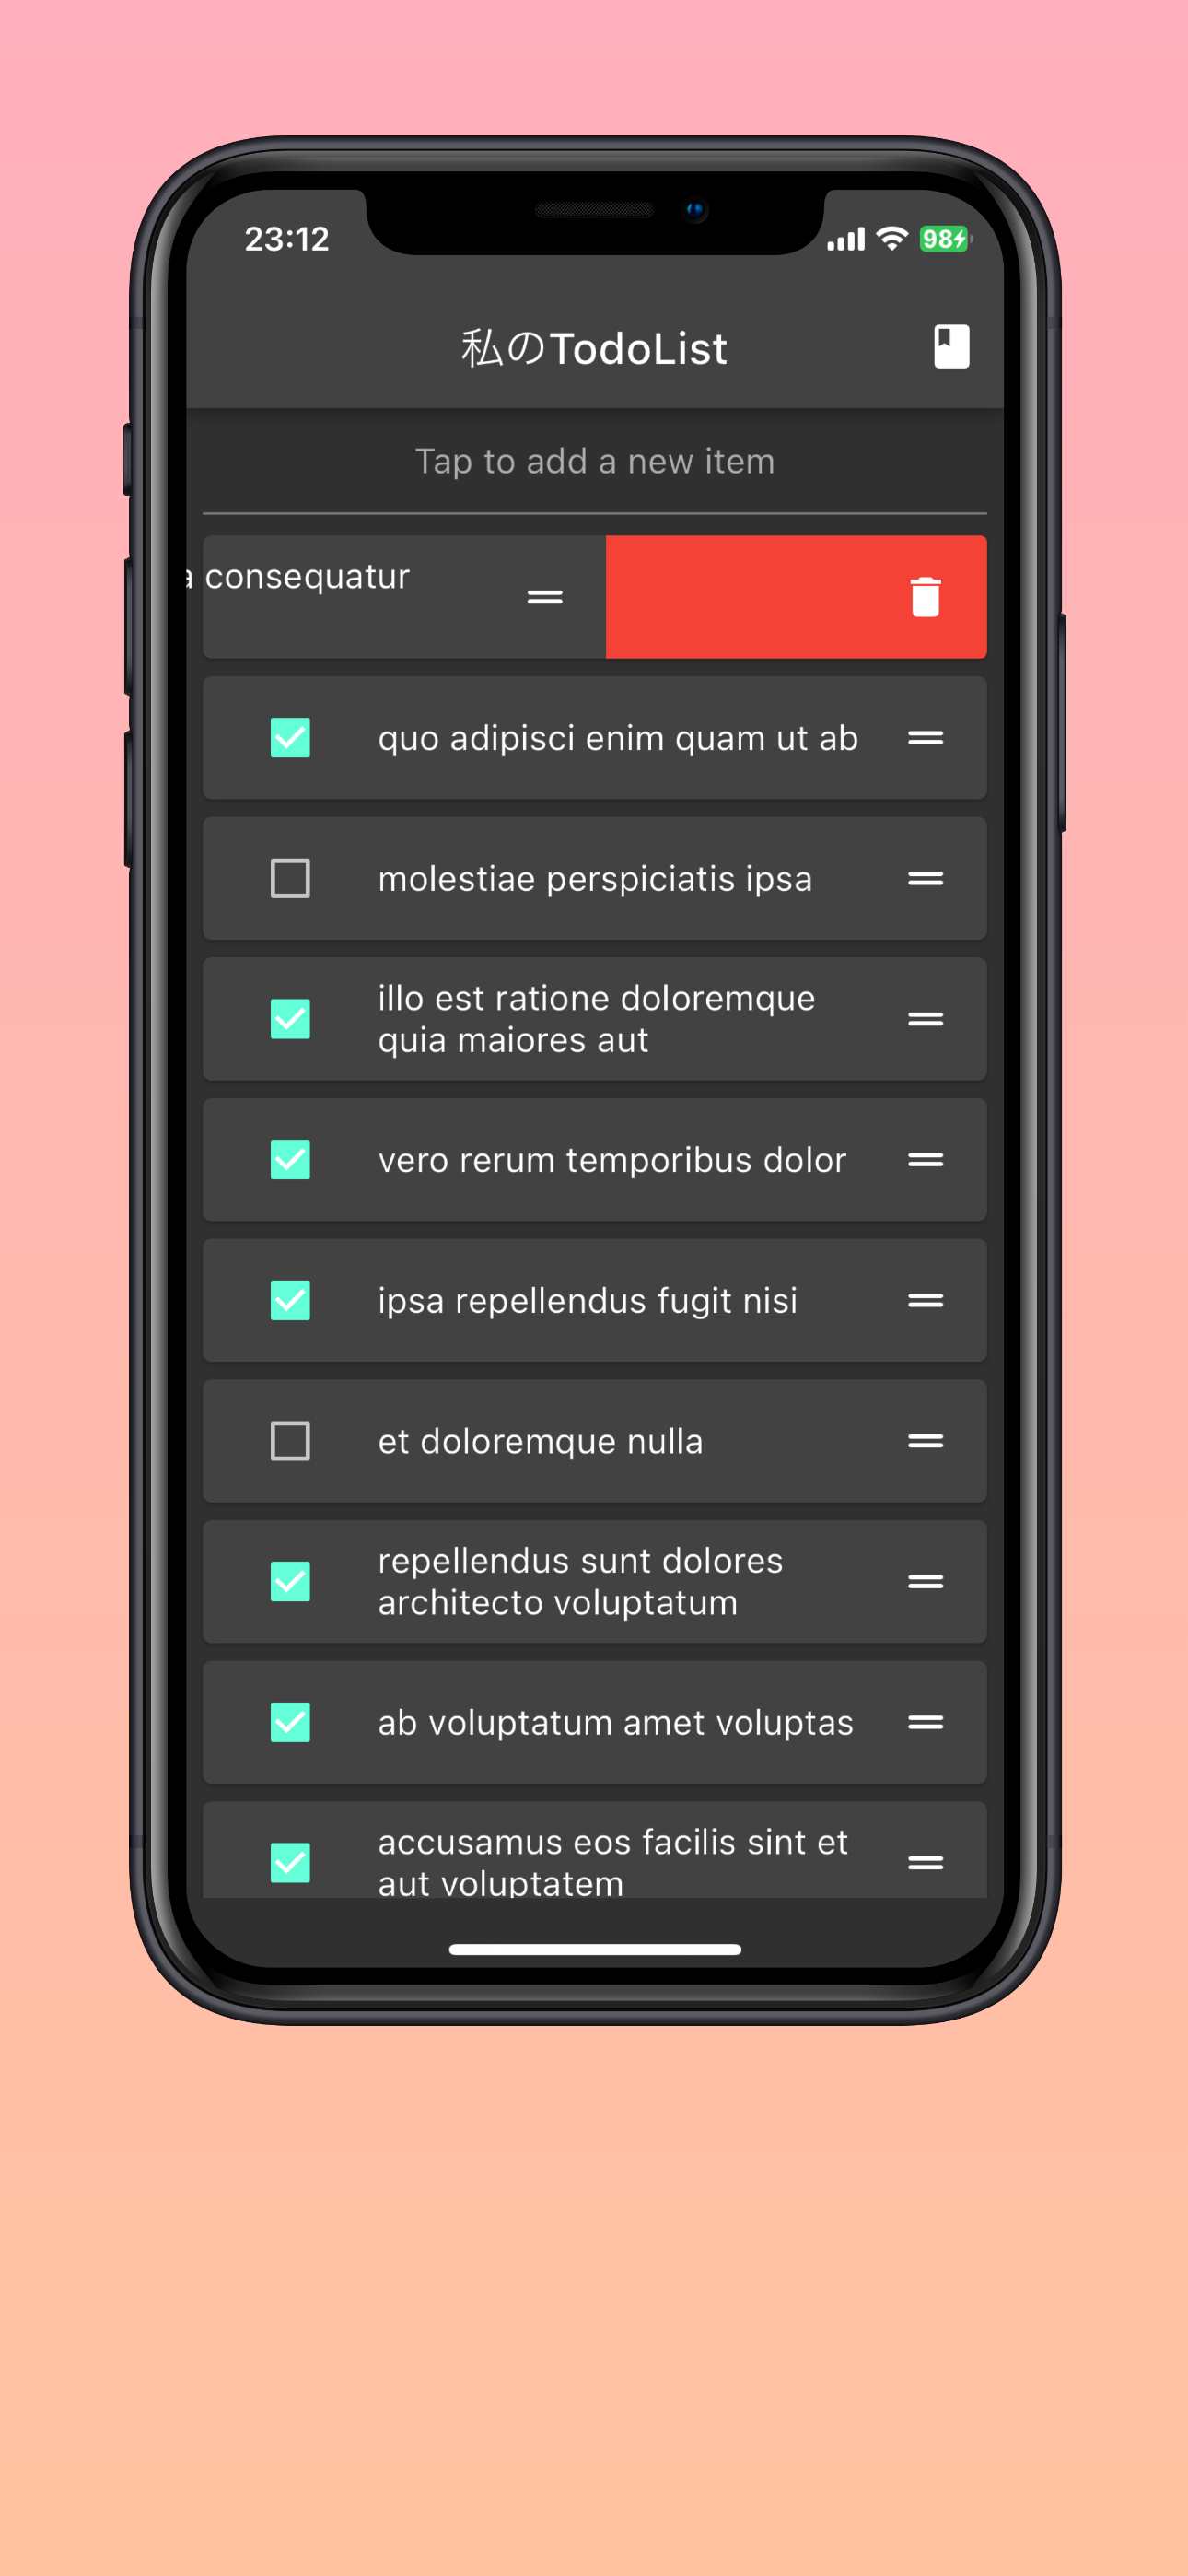 23:12
98
私のTodoList
Tap to add a new item
consequatur
quo adipisci enim quam ut ab
molestiae perspiciatis ipsa
illo est ratione doloremque
quia maiores aut
vero rerum temporibus dolor
ipsa repellendus fugit nisi
et doloremque nulla
repellendus sunt dolores
architecto voluptatum
ab voluptatum amet voluptas
accusamus eos facilis sint et
aut voluptatem